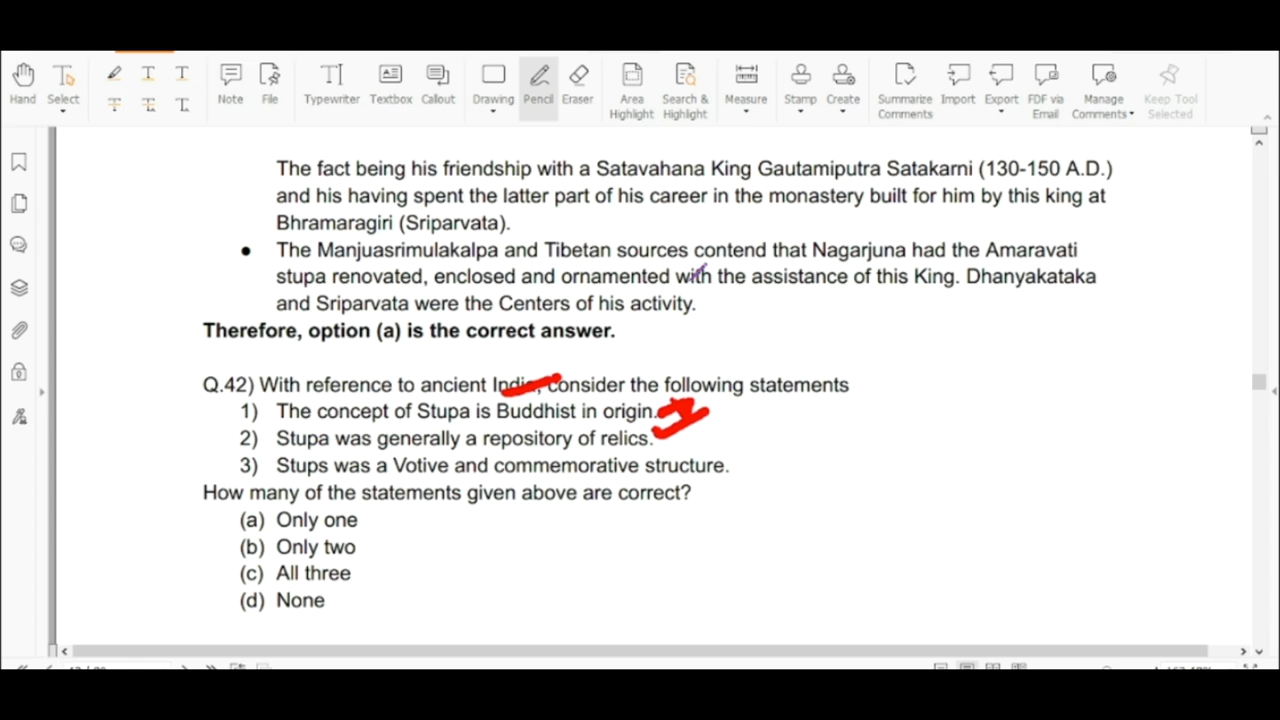 Hand Select Note File Typewriter Textbox Callout Drawing Pencil Eraser Area Highlight Search & Highlight Measure Stamp Create Summarize Comments Import Export FDF via Email Manage Comments Keep Tool Selected
The fact being his friendship with a Satavahana King Gautamiputra Satakarni (130-150 A.D.)
and his having spent the latter part of his career in the monastery built for him by this king at
Bhramaragiri (Sriparvata).
● The Manjuasrimulakalpa and Tibetan sources contend that Nagarjuna had the Amaravati
stupa renovated, enclosed and ornamented with the assistance of this King. Dhanyakataka
and Sriparvata were the Centers of his activity.
Therefore, option (a) is the correct answer.
Q.42) With reference to ancient India, consider the following statements
1) The concept of Stupa is Buddhist in origin.
2) Stupa was generally a repository of relics.
3) Stups was a Votive and commemorative structure.
How many of the statements given above are correct?
(a) Only one
(b) Only two
(c) All three
(d) None